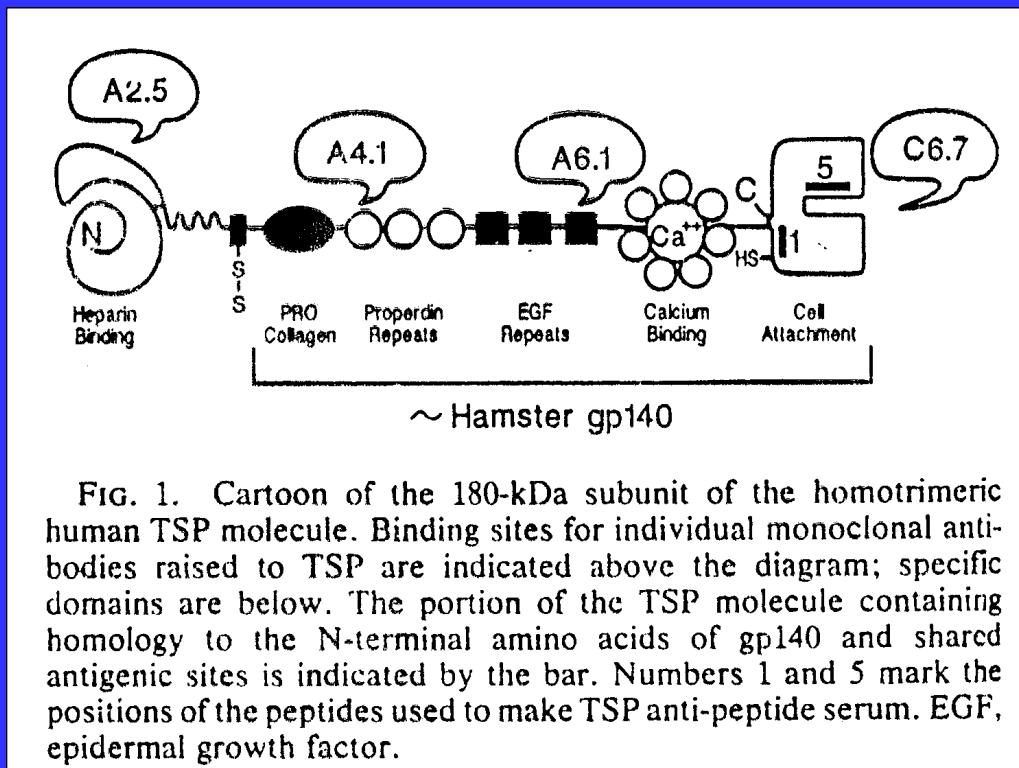 A2.5
A4.1
A6.1
C6.7
5
N
C
Ca++
1
HS
S
S
Heparin Binding
PRO Collagen
Properdin Repeats
EGF Repeats
Calcium Binding
Cell Attachment
~ Hamster gp140
FIG. 1. Cartoon of the 180-kDa subunit of the homotrimeric
human TSP molecule. Binding sites for individual monoclonal anti-
bodies raised to TSP are indicated above the diagram; specific
domains are below. The portion of the TSP molecule containing
homology to the N-terminal amino acids of gp140 and shared
antigenic sites is indicated by the bar. Numbers 1 and 5 mark the
positions of the peptides used to make TSP anti-peptide serum. EGF,
epidermal growth factor.